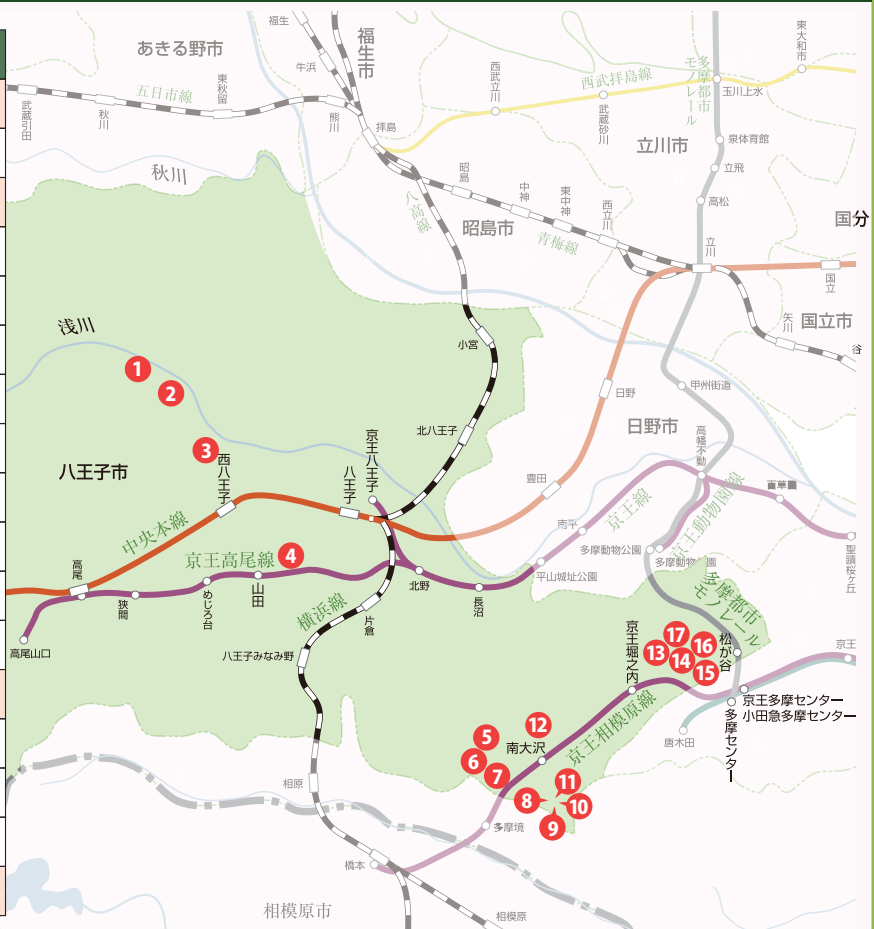 福生
福生市
あきる野市
牛浜
東大和市
西武立川
西武拝島線
多摩都市
モノレール
玉川上水
東秋留
五日市線
武蔵引田
秋川
熊川
拝島
武蔵砂川
泉体育館
立川市
秋川
立飛
昭島
中神
東中神
西立川
高松
八高線
昭島市
青梅線
国分
立川
国立
浅川
小宮
矢川
国立市
谷
1
2
日野
甲州街道
3
北八王子
京王八王子
日野市
高幡不動
西八王子
八王子市
八王子
豊田
京王線
京王動物園線
百草園
中央本線
南平
多摩動物公園
多摩動物公園
聖蹟桜ヶ丘
京王高尾線
4
高尾
狭間
めじろ台
山田
北野
長沼
平山城址公園
多摩都市
モノレール
横浜線
片倉
高尾山口
八王子みなみ野
京王堀之内
17
16
13
14
15
松が谷
京王
京王多摩センター
小田急多摩センター
多摩センター
唐木田
京王相模原線
12
5
南大沢
6
7
11
8
10
9
相原
多摩境
橋本
相模原市
相模原